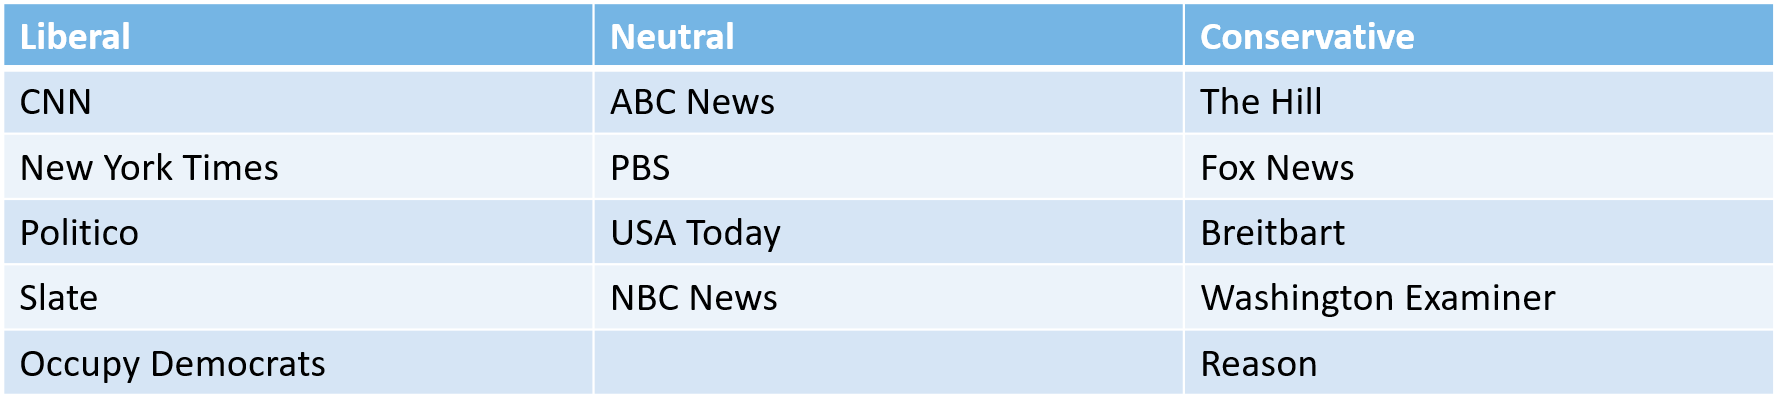 Liberal Neutral Conservative
CNN ABC News The Hill
New York Times PBS Fox News
Politico USA Today Breitbart
Slate NBC News Washington Examiner
Occupy Democrats Reason